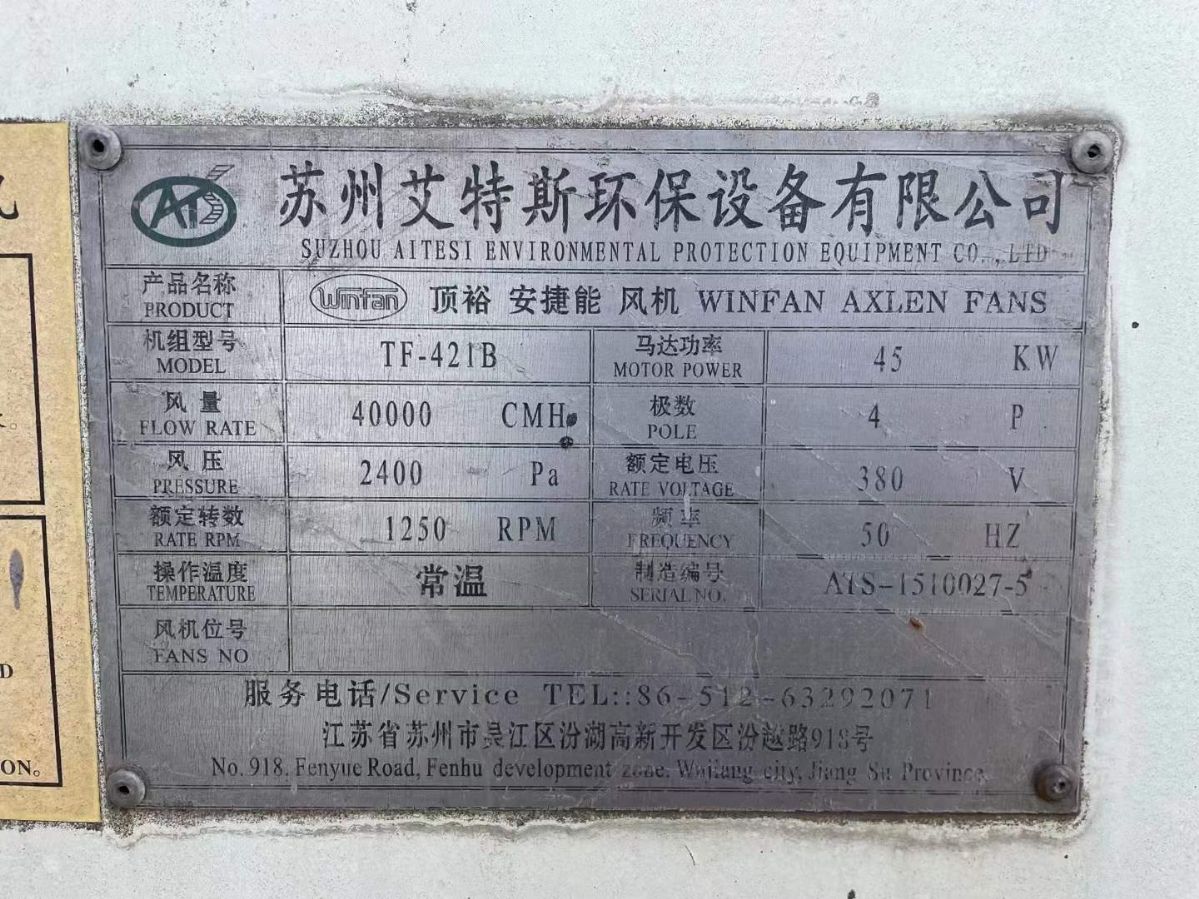 ATS
苏州艾特斯环保设备有限公司
SUZHOU AITESI ENVIRONMENTAL PROTECTION EQUIPMENT CO.,LTD
产品名称 Winfan 顶裕 安捷能 风机 WINFAN AXLEN FANS
PRODUCT
机组型号 TF-421B 马达功率 45 KW
MODEL MOTOR POWER
风量 40000 CMH 极数 4 P
FLOW RATE POLE
风压 2400 Pa 额定电压 380 V
PRESSURE RATE VOLTAGE
额定转数 1250 RPM 频率 50 HZ
RATE RPM FREQUENCY
操作温度 常温 制造编号 ATS-1510027-5
TEMPERATURE SERIAL NO.
风机位号
FANS NO
服务电话/Service TEL::86-512-63292071
江苏省苏州市吴江区汾湖高新开发区汾越路918号
No.918, Fenyue Road, Fenhu development zone, Wujiang city, Jiang Su Province.
D
ON。